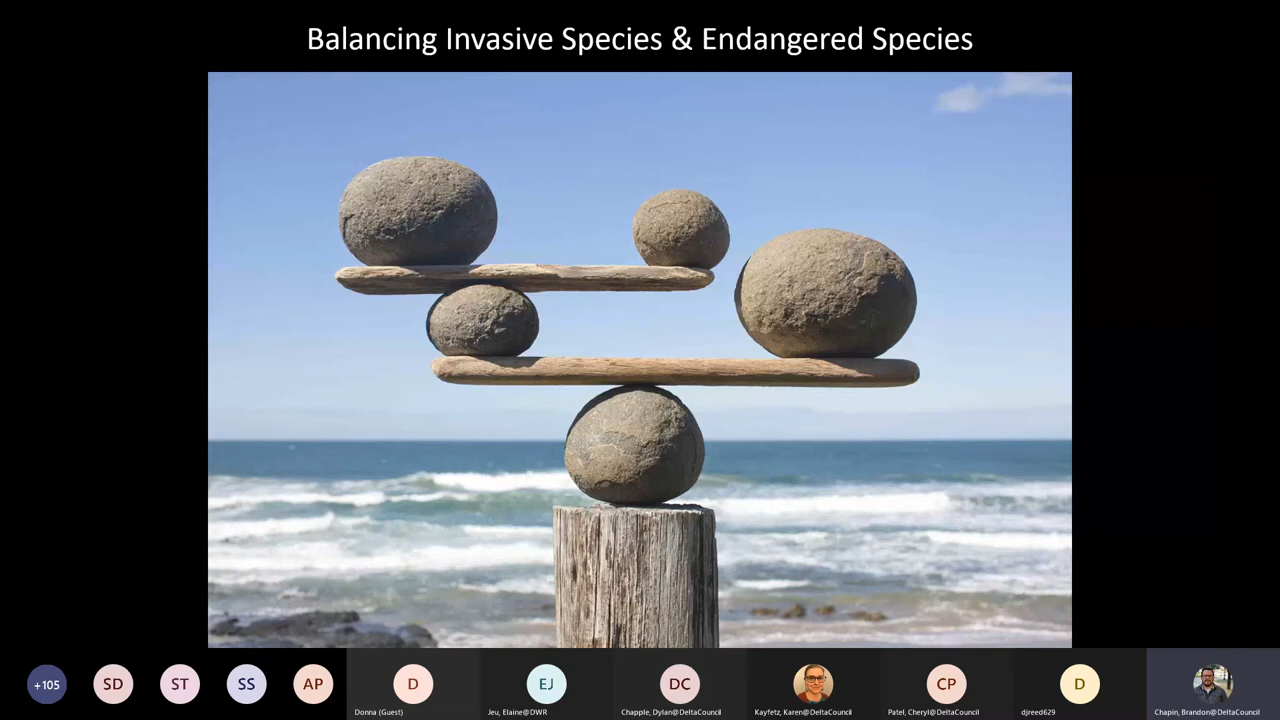 Balancing Invasive Species & Endangered Species
+105
SD
ST
SS
AP
D
EJ
DC
CP
D
Donna (Guest)
Jeu, Elaine@DWR
Chapple, Dylan@DeltaCouncil
Kayfetz, Karen@DeltaCouncil
Patel, Cheryl@DeltaCouncil
djreed629
Chapin, Brandon@DeltaCouncil